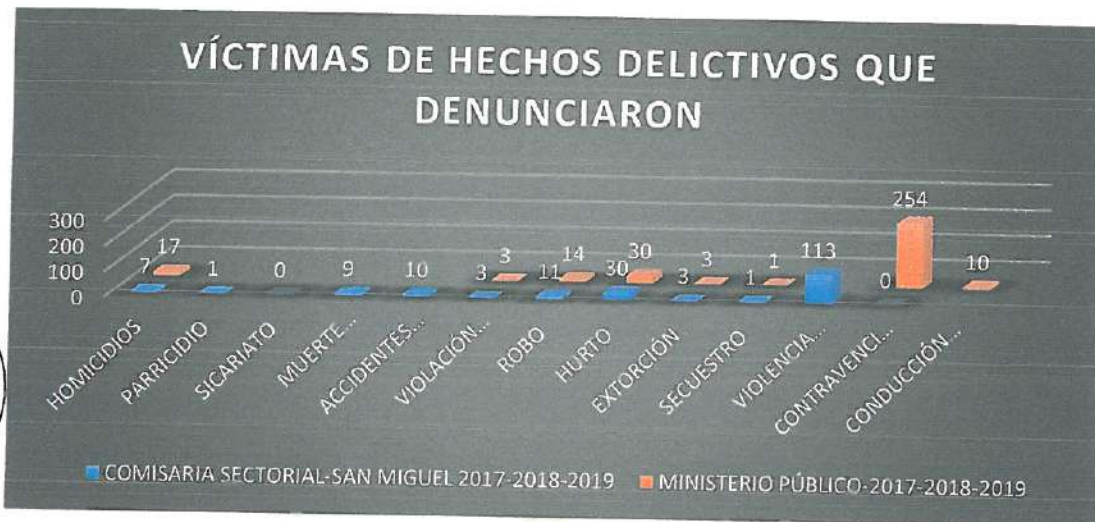 VÍCTIMAS DE HECHOS DELICTIVOS QUE
DENUNCIARON
300
200
100
0
7 17 1 0 9 10 3 3 11 14 30 30 3 3 1 1 113 0 254 10
HOMICIDIOS
PARRICIDIO
SICARIATO
MUERTE...
ACCIDENTES...
VIOLACIÓN...
ROBO
HURTO
EXTORCIÓN
SECUESTRO
VIOLENCIA...
CONTRAVENCI...
CONDUCCIÓN...
COMISARIA SECTORIAL-SAN MIGUEL 2017-2018-2019 MINISTERIO PÚBLICO-2017-2018-2019